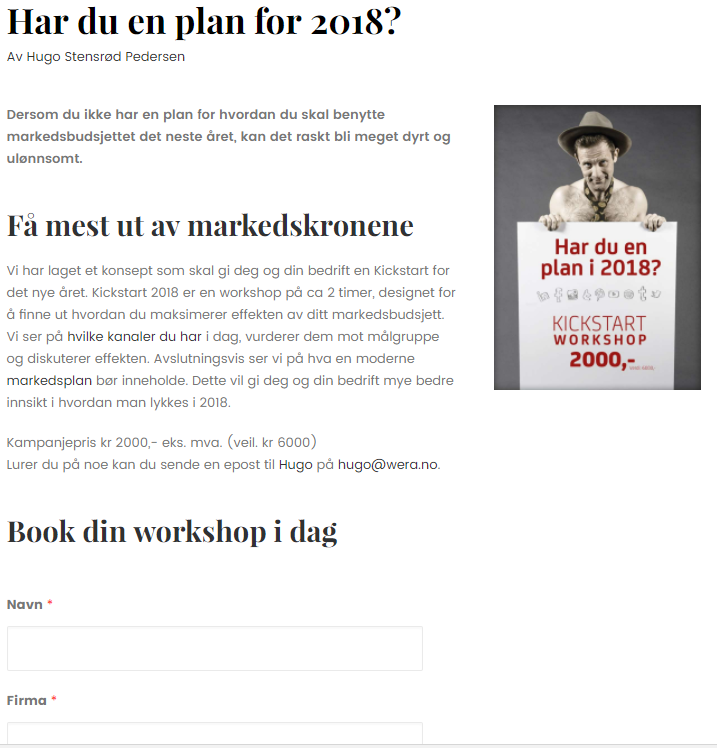 Har du en plan for 2018?
Av Hugo Stensrød Pedersen
Dersom du ikke har en plan for hvordan du skal benytte
markedsbudsjettet det neste året, kan det raskt bli meget dyrt og
ulønnsomt.
Få mest ut av markedskronene
Vi har laget et konsept som skal gi deg og din bedrift en Kickstart for
det nye året. Kickstart 2018 er en workshop på ca 2 timer, designet for
å finne ut hvordan du maksimerer effekten av ditt markedsbudsjett.
Vi ser på hvilke kanaler du har i dag, vurderer dem mot målgruppe
og diskuterer effekten. Avslutningsvis ser vi på hva en moderne
markedsplan bør inneholde. Dette vil gi deg og din bedrift mye bedre
innsikt i hvordan man lykkes i 2018.
Kampanjepris kr 2000,- eks. mva. (veil. kr 6000)
Lurer du på noe kan du sende en epost til Hugo på hugo@wera.no.
Har du en
plan i 2018?
KICKSTART
WORKSHOP
2000,-
Book din workshop i dag
Navn *
Firma *